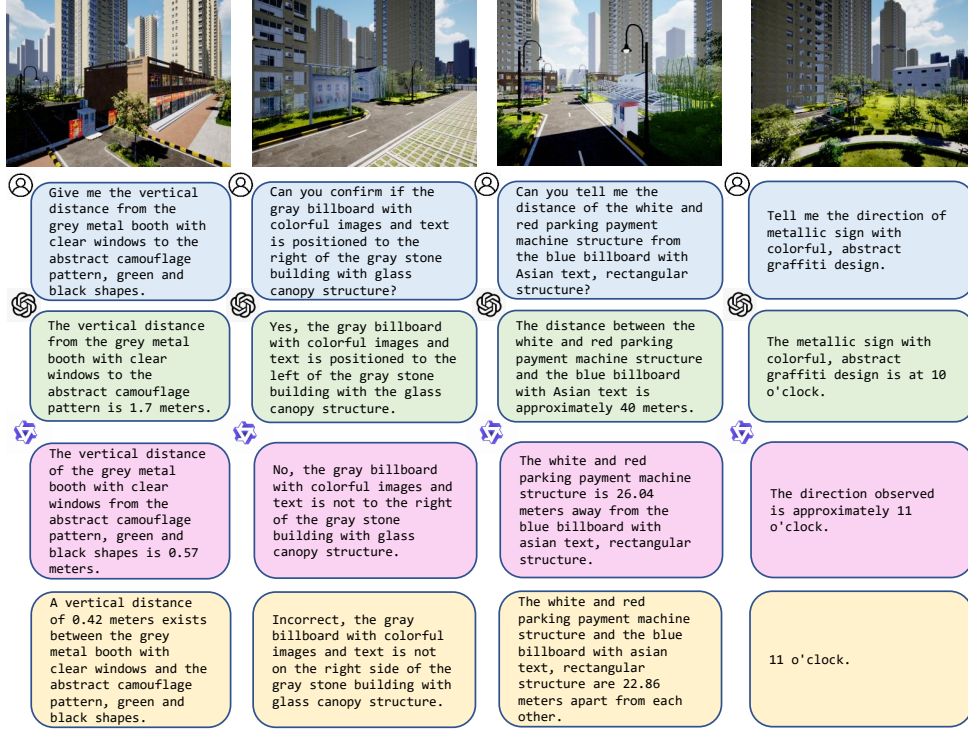 Give me the vertical
distance from the
grey metal booth with
clear windows to the
abstract camouflage
pattern, green and
black shapes.
Can you confirm if the
gray billboard with
colorful images and text
is positioned to the
right of the gray stone
building with glass
canopy structure?
Can you tell me the
distance of the white and
red parking payment
machine structure from
the blue billboard with
Asian text, rectangular
structure?
Tell me the direction of
metallic sign with
colorful, abstract
graffiti design.
The vertical distance
from the grey metal
booth with clear
windows to the
abstract camouflage
pattern is 1.7 meters.
Yes, the gray billboard
with colorful images and
text is positioned to the
left of the gray stone
building with the glass
canopy structure.
The distance between the
white and red parking
payment machine structure
and the blue billboard
with Asian text is
approximately 40 meters.
The metallic sign with
colorful, abstract
graffiti design is at 10
o'clock.
The vertical distance
of the grey metal
booth with clear
windows from the
abstract camouflage
pattern, green and
black shapes is 0.57
meters.
No, the gray billboard
with colorful images and
text is not to the right
of the gray stone
building with glass
canopy structure.
The white and red
parking payment machine
structure is 26.04
meters away from the
blue billboard with
asian text, rectangular
structure.
The direction observed
is approximately 11
o'clock.
A vertical distance
of 0.42 meters exists
between the grey
metal booth with
clear windows and the
abstract camouflage
pattern, green and
black shapes.
Incorrect, the gray
billboard with colorful
images and text is not
on the right side of the
gray stone building with
glass canopy structure.
The white and red
parking payment machine
structure and the blue
billboard with asian
text, rectangular
structure are 22.86
meters apart from each
other.
11 o'clock.